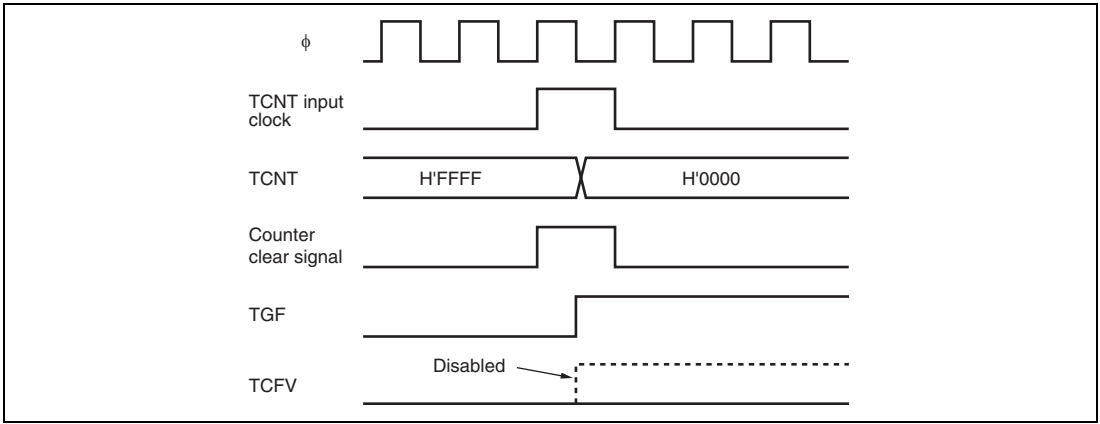 ϕ
TCNT input
clock
TCNT
H'FFFF
H'0000
Counter
clear signal
TGF
Disabled
TCFV